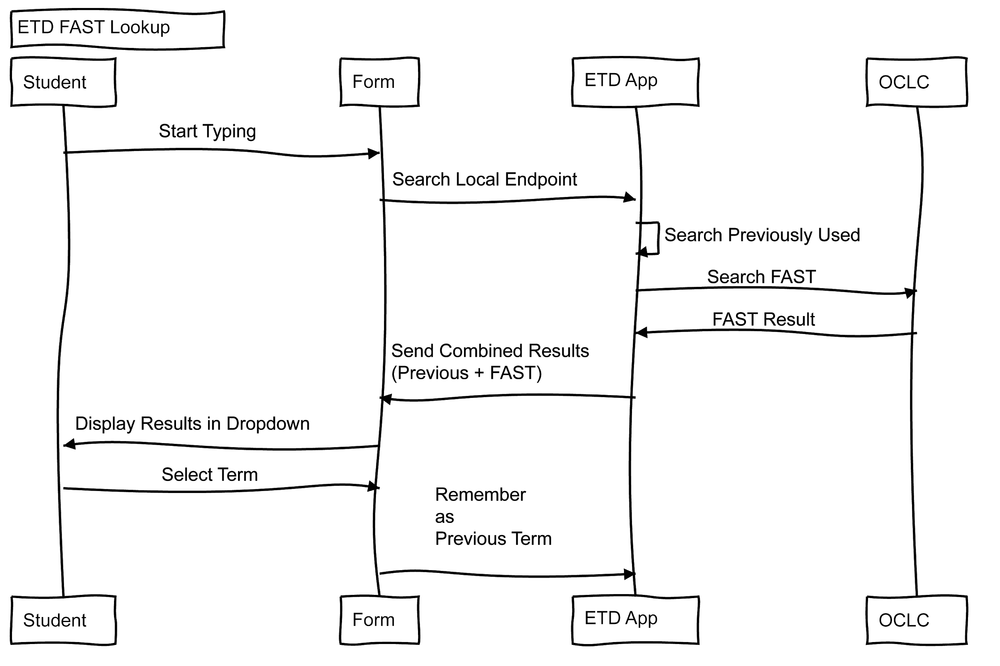 ETD FAST Lookup
Student
Form
ETD App
OCLC
Start Typing
Search Local Endpoint
Search Previously Used
Search FAST
FAST Result
Send Combined Results
(Previous + FAST)
Display Results in Dropdown
Select Term
Remember
as
Previous Term
Student
Form
ETD App
OCLC